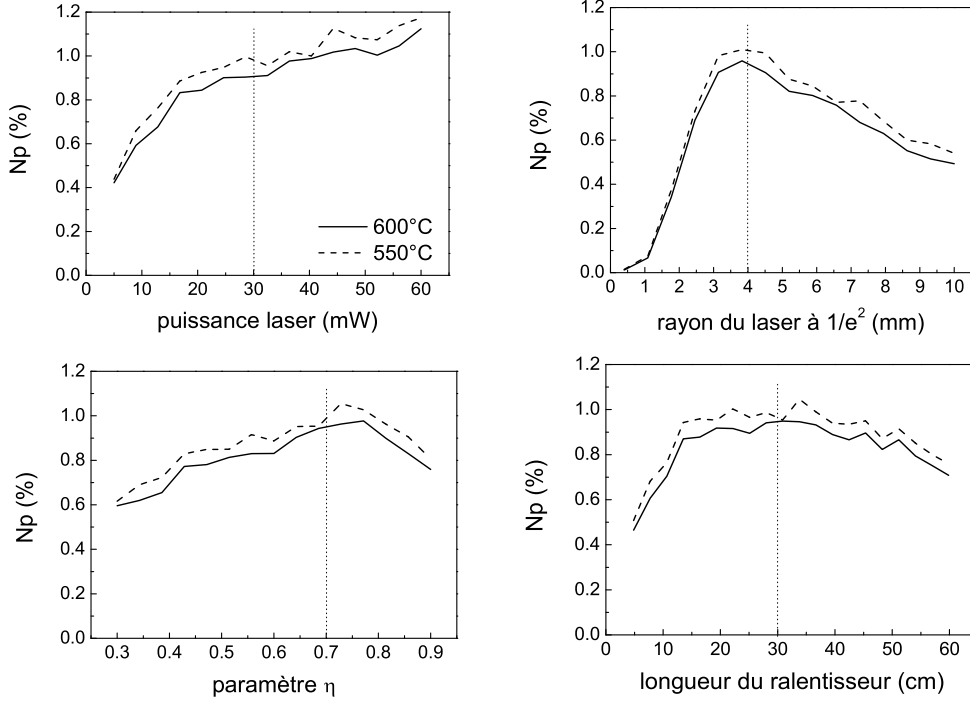 1.2
1.0
0.8
0.6
0.4
0.2
0.0
Np (%)
600°C
550°C
0 10 20 30 40 50 60
puissance laser (mW)
1.2
1.0
0.8
0.6
0.4
0.2
0.0
Np (%)
0 1 2 3 4 5 6 7 8 9 10
rayon du laser à 1/e² (mm)
1.2
1.0
0.8
0.6
0.4
0.2
0.0
Np (%)
0.3 0.4 0.5 0.6 0.7 0.8 0.9
paramètre η
1.2
1.0
0.8
0.6
0.4
0.2
0.0
Np (%)
0 10 20 30 40 50 60
longueur du ralentisseur (cm)